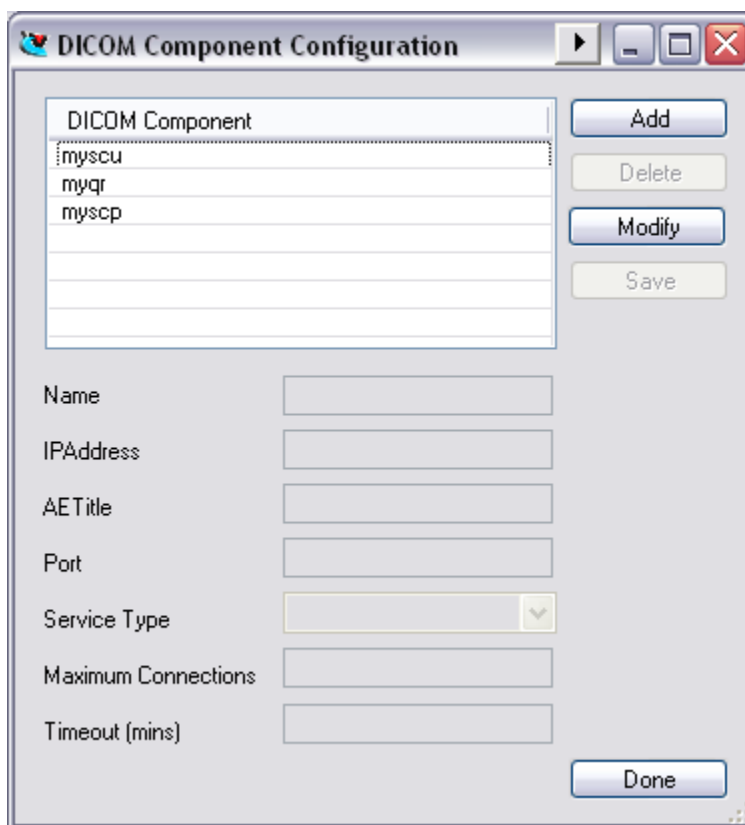 DICOM Component Configuration
DICOM Component
Add
myscu
Delete
myqr
myscp
Modify
Save
Name
IPAddress
AETitle
Port
Service Type
Maximum Connections
Timeout (mins)
Done